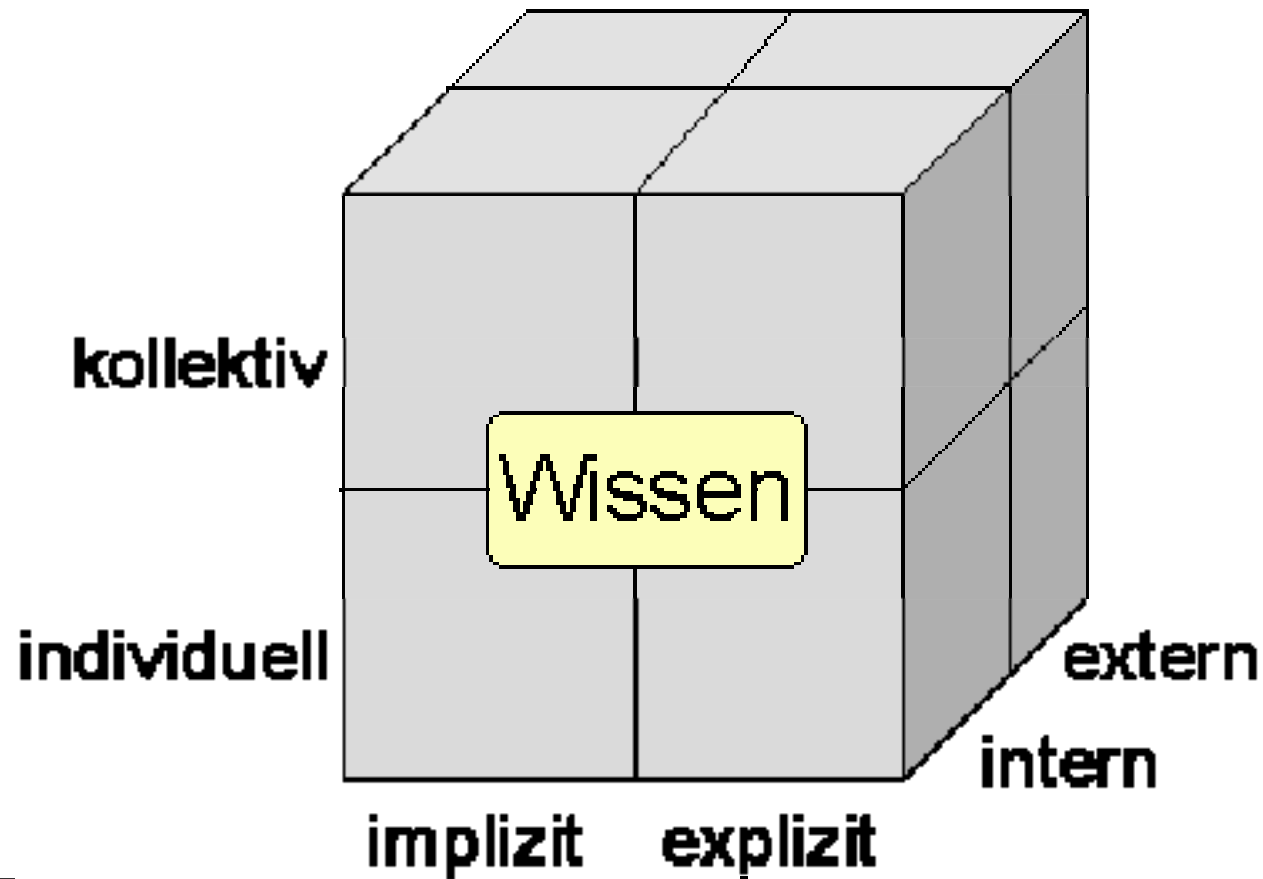 kollektiv
Wissen
individuell
extern
intern
implizit explizit